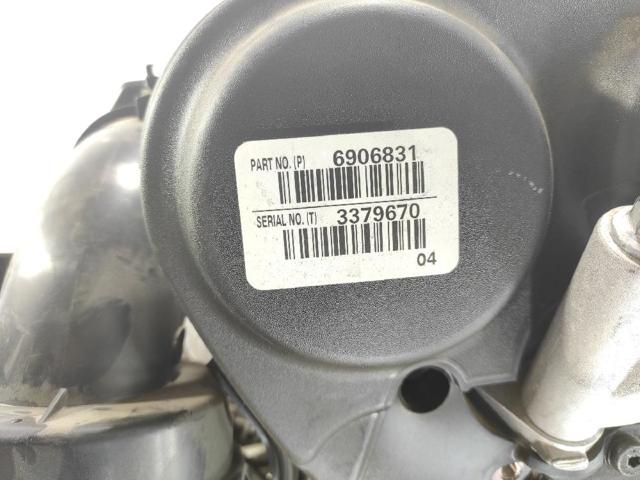 PART NO. (P) 6906831
SERIAL NO. (T) 3379670
04